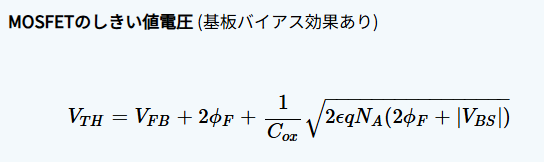 MOSFETのしきい値電圧 (基板バイアス効果あり)
V_{TH} = V_{FB} + 2\phi_F + \frac{1}{C_{ox}} \sqrt{2\epsilon q N_A (2\phi_F + |V_{BS}|)}